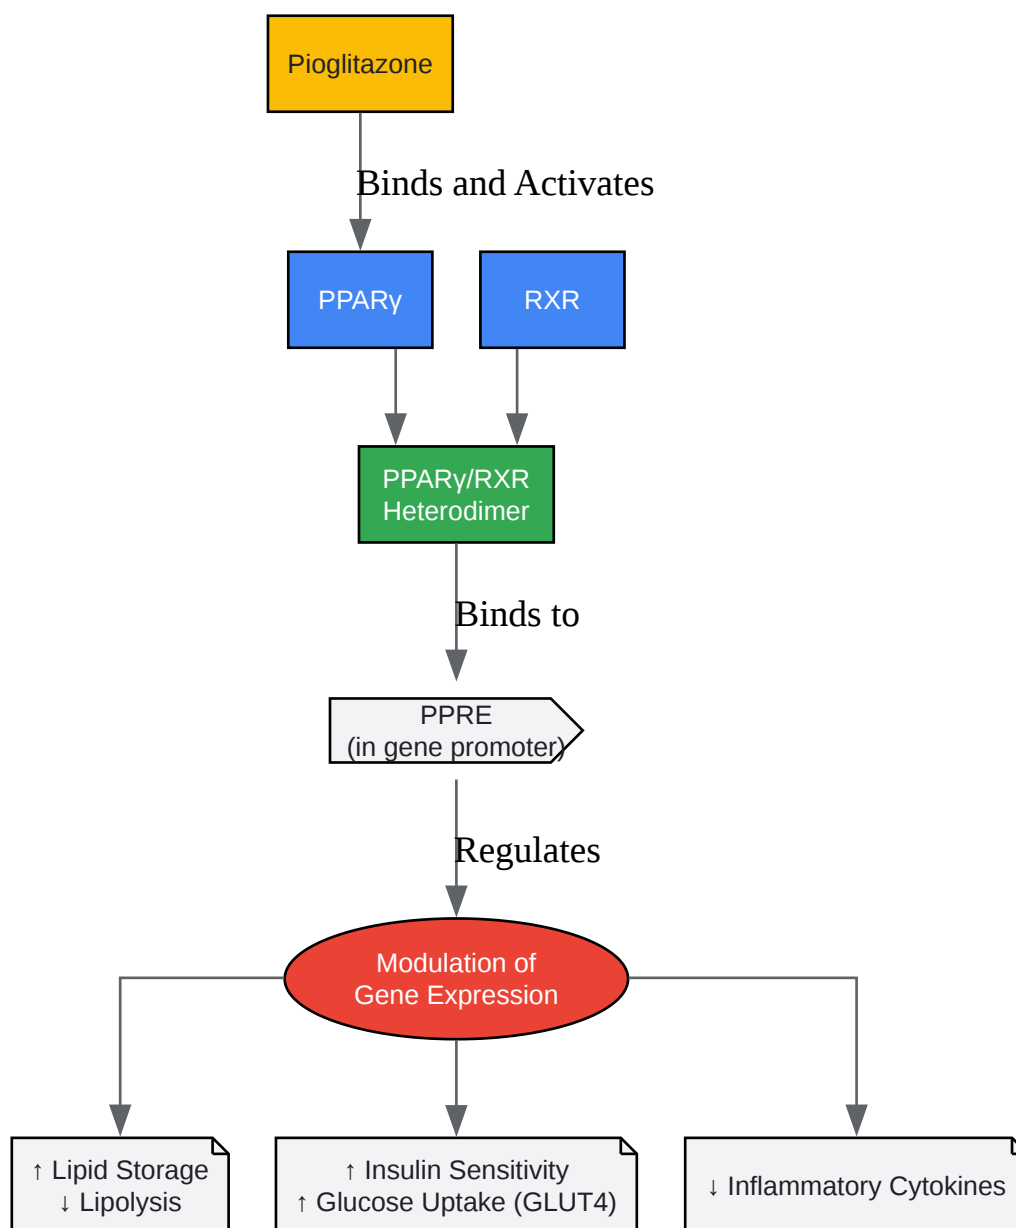 Pioglitazone
Binds and Activates
PPARγ
RXR
PPARγ/RXR
Heterodimer
Binds to
PPRE
(in gene promoter)
Regulates
Modulation of
Gene Expression
↑ Lipid Storage
↓ Lipolysis
↑ Insulin Sensitivity
↑ Glucose Uptake (GLUT4)
↓ Inflammatory Cytokines